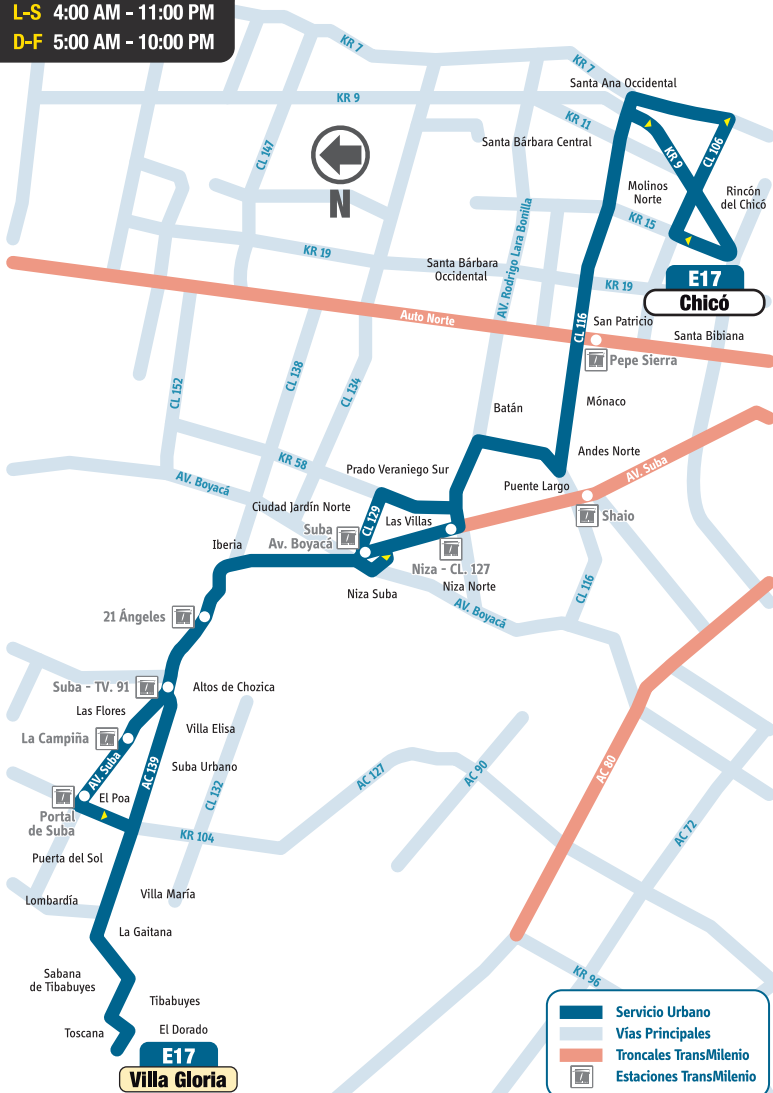 L-S 4:00 AM - 11:00 PM
D-F 5:00 AM - 10:00 PM
KR 7
KR 7
Santa Ana Occidental
KR 9
KR 11
CL 147
Santa Bárbara Central
KR 9
CL 106
N
Molinos
Norte
Rincón
del Chicó
KR 15
AV. Rodrigo Lara Bonilla
KR 19
Santa Bárbara
Occidental
KR 19
E17
Chicó
Auto Norte
CL 116
San Patricio
Santa Bibiana
Pepe Sierra
CL 152
CL 138
CL 134
Mónaco
Batán
KR 58
Andes Norte
AV. Suba
Prado Veraniego Sur
AV. Boyacá
Puente Largo
Ciudad Jardín Norte
CL 129
Las Villas
Shaio
Suba
Av. Boyacá
Iberia
Niza - CL. 127
Niza Suba
Niza Norte
AV. Boyacá
CL 116
21 Ángeles
Suba - TV. 91
Altos de Chozica
Las Flores
Villa Elisa
La Campiña
AV. Suba
AC 139
Suba Urbano
CL 132
AC 127
AC 90
AC 80
El Poa
Portal
de Suba
KR 104
AC 72
Puerta del Sol
Villa María
Lombardía
La Gaitana
Sabana
de Tibabuyes
KR 96
Tibabuyes
Toscana
El Dorado
E17
Villa Gloria
Servicio Urbano
Vías Principales
Troncales TransMilenio
Estaciones TransMilenio